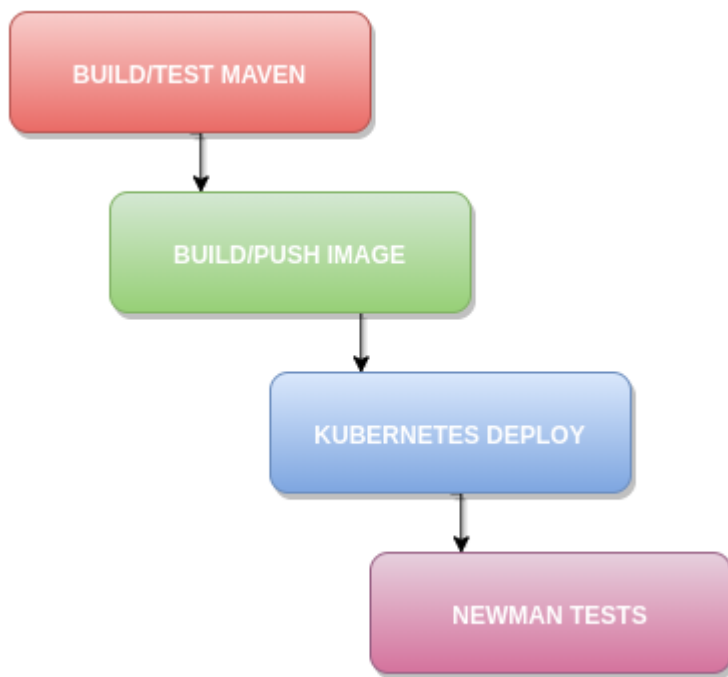 BUILD/TEST MAVEN
BUILD/PUSH IMAGE
KUBERNETES DEPLOY
NEWMAN TESTS